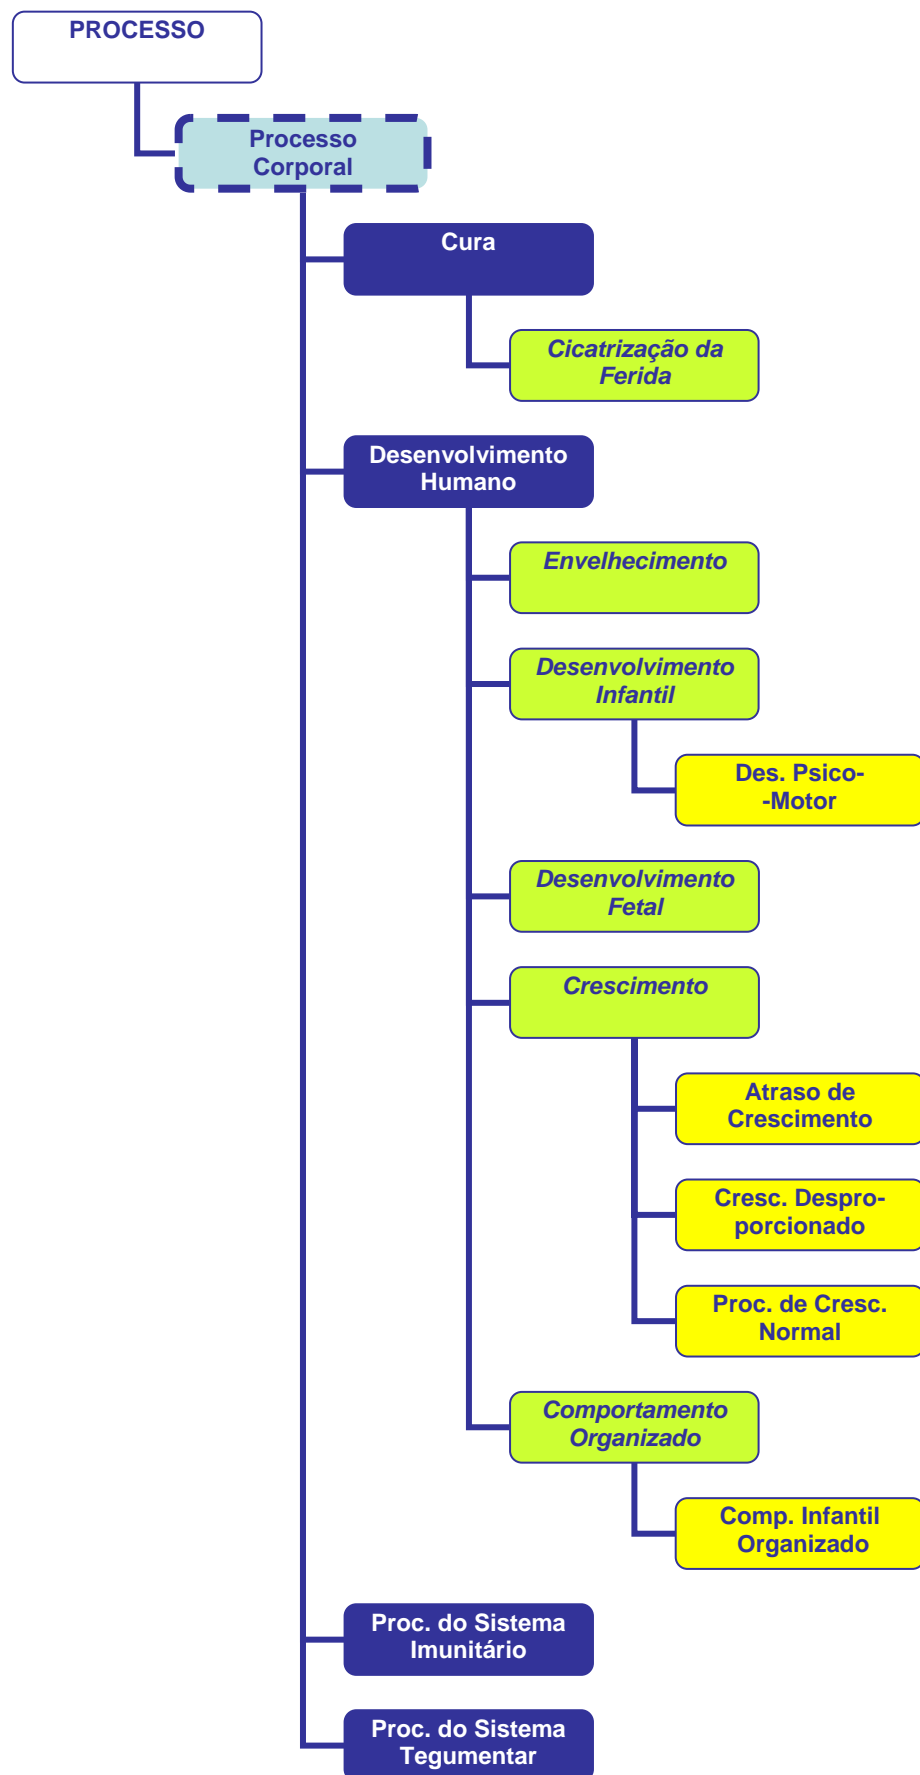 PROCESSO
Processo
Corporal
Cura
Cicatrização da
Ferida
Desenvolvimento
Humano
Envelhecimento
Desenvolvimento
Infantil
Des. Psico-
-Motor
Desenvolvimento
Fetal
Crescimento
Atraso de
Crescimento
Cresc. Despro-
porcionado
Proc. de Cresc.
Normal
Comportamento
Organizado
Comp. Infantil
Organizado
Proc. do Sistema
Imunitário
Proc. do Sistema
Tegumentar